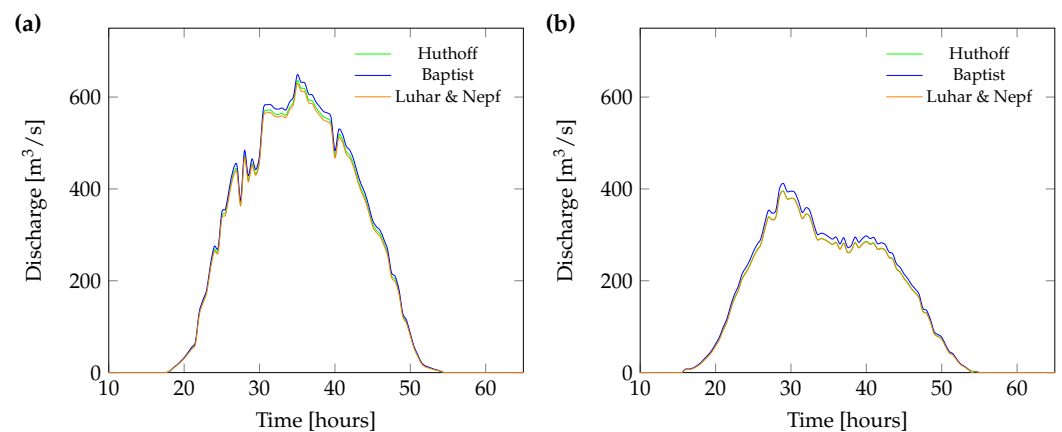 (a)
Discharge [m³/s]
600
400
200
0
10 20 30 40 50 60
Time [hours]
Huthoff
Baptist
Luhar & Nepf
(b)
Discharge [m³/s]
600
400
200
0
10 20 30 40 50 60
Time [hours]
Huthoff
Baptist
Luhar & Nepf